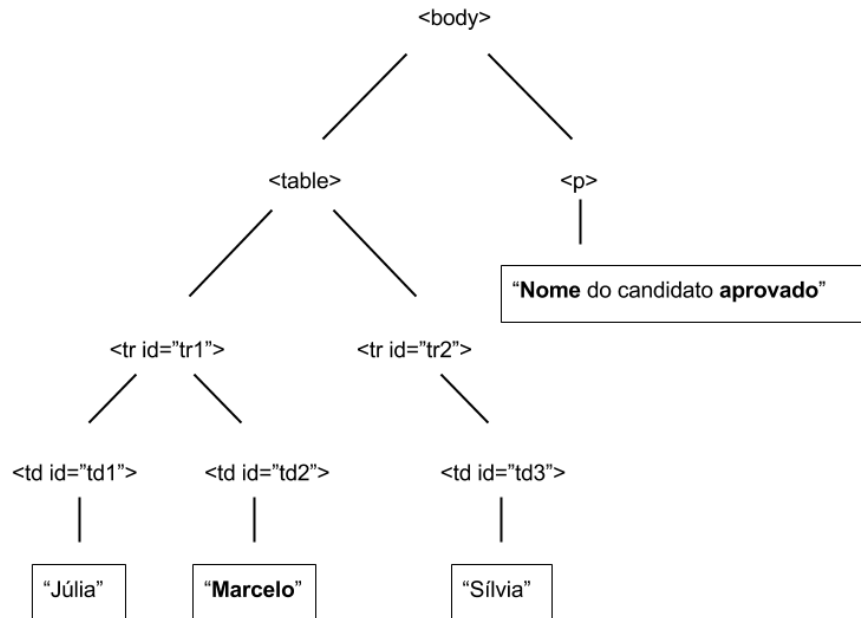 <body>
<table>
<p>
“Nome do candidato aprovado”
<tr id=”tr1”>
<tr id=”tr2”>
<td id=”td1”>
<td id=”td2”>
<td id=”td3”>
“Júlia”
“Marcelo”
“Sílvia”